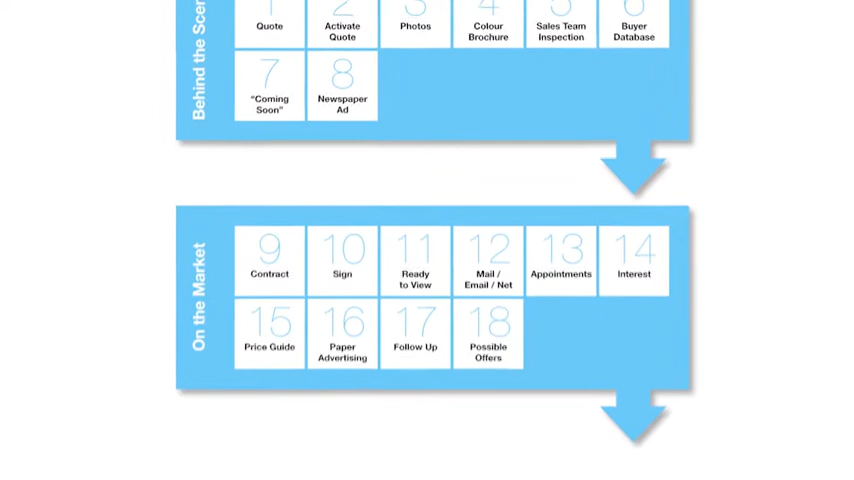 Behind the Scen
1
Quote
2
Activate
Quote
3
Photos
4
Colour
Brochure
5
Sales Team
Inspection
6
Buyer
Database
7
"Coming
Soon"
8
Newspaper
Ad
On the Market
9
Contract
10
Sign
11
Ready
to View
12
Mail /
Email / Net
13
Appointments
14
Interest
15
Price Guide
16
Paper
Advertising
17
Follow Up
18
Possible
Offers